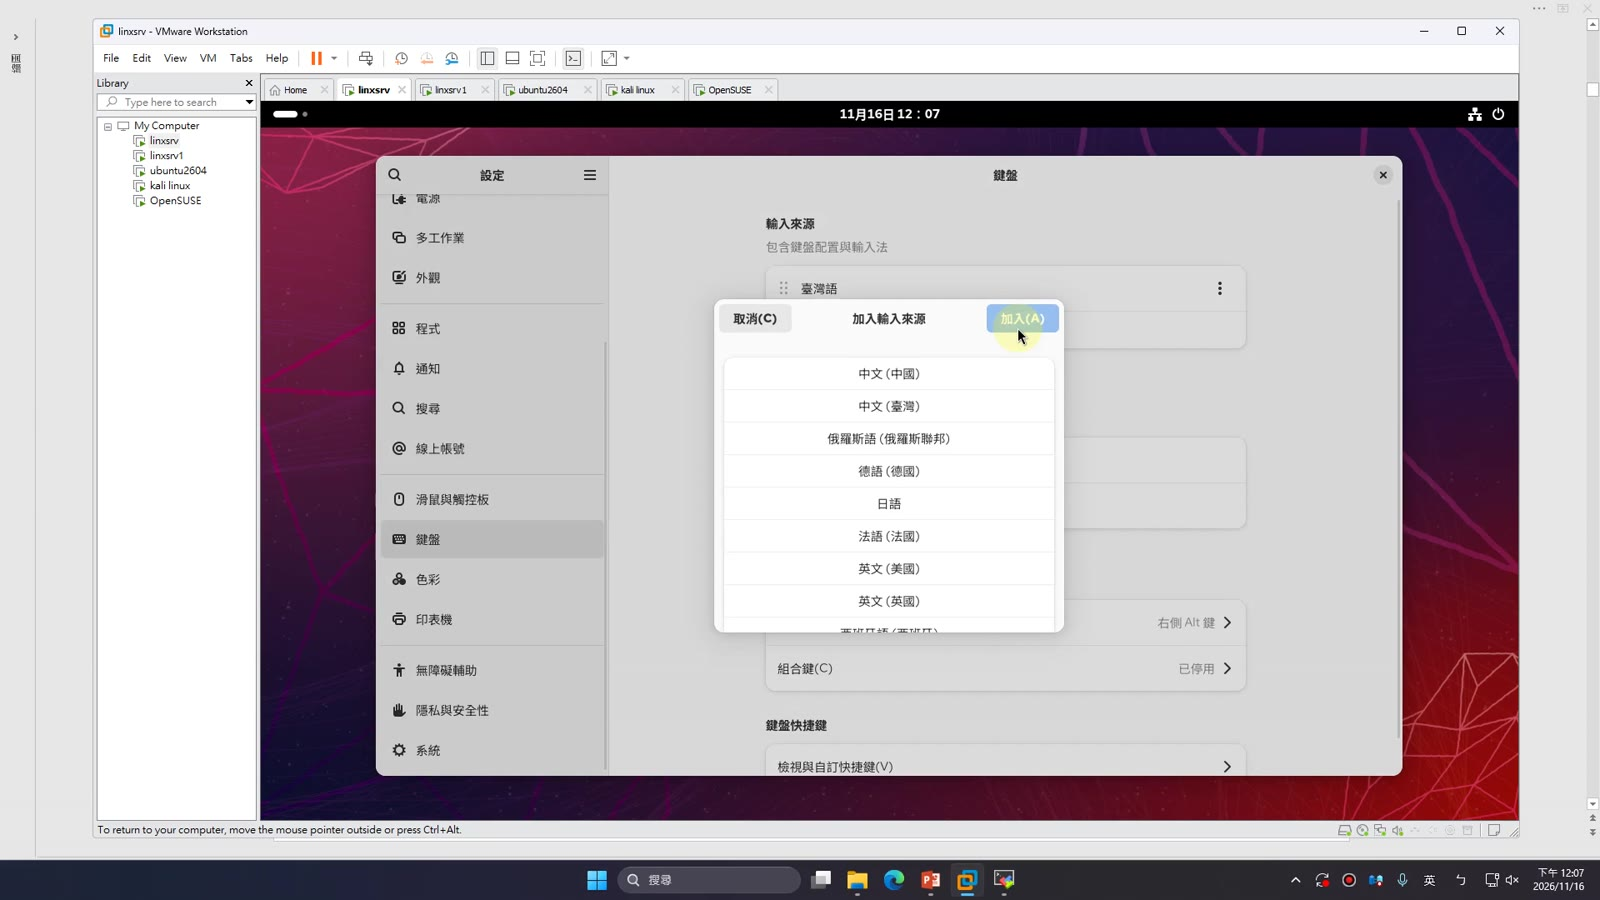 linxsrv - VMware Workstation
File Edit View VM Tabs Help
Library
Type here to search
My Computer
linxsrv
linxsrv1
ubuntu2604
kali linux
OpenSUSE
Home linxsrv linxsrv1 ubuntu2604 kali linux OpenSUSE
11月16日 12：07
設定
鍵盤
電源
多工作業
外觀
程式
通知
搜尋
線上帳號
滑鼠與觸控板
鍵盤
色彩
印表機
無障礙輔助
隱私與安全性
系統
輸入來源
包含鍵盤配置與輸入法
臺灣語
取消(C)
加入輸入來源
加入(A)
中文 (中國)
中文 (臺灣)
俄羅斯語 (俄羅斯聯邦)
德語 (德國)
日語
法語 (法國)
英文 (美國)
英文 (英國)
西班牙語 (西班牙)
右側 Alt 鍵
組合鍵(C)
已停用
鍵盤快捷鍵
檢視與自訂快捷鍵(V)
To return to your computer, move the mouse pointer outside or press Ctrl+Alt.
搜尋
英
ㄅ
下午 12:07
2026/11/16